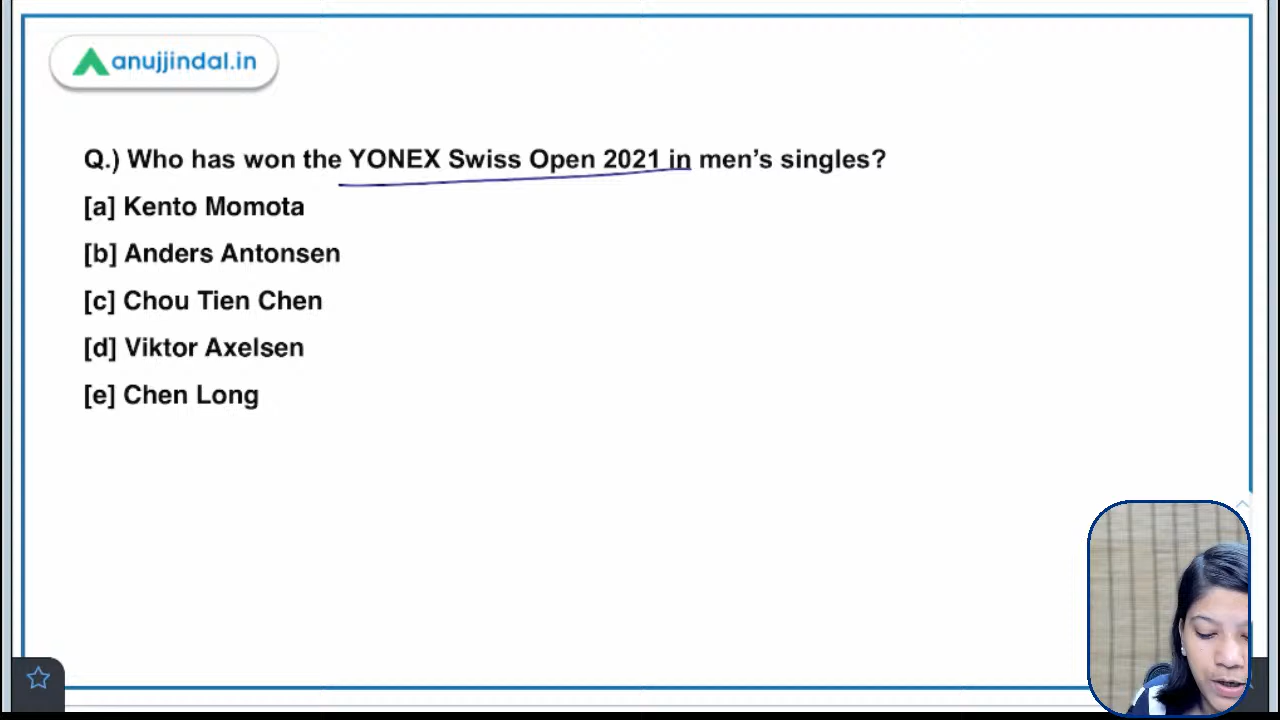 anujjindal.in
Q.) Who has won the YONEX Swiss Open 2021 in men’s singles?
[a] Kento Momota
[b] Anders Antonsen
[c] Chou Tien Chen
[d] Viktor Axelsen
[e] Chen Long